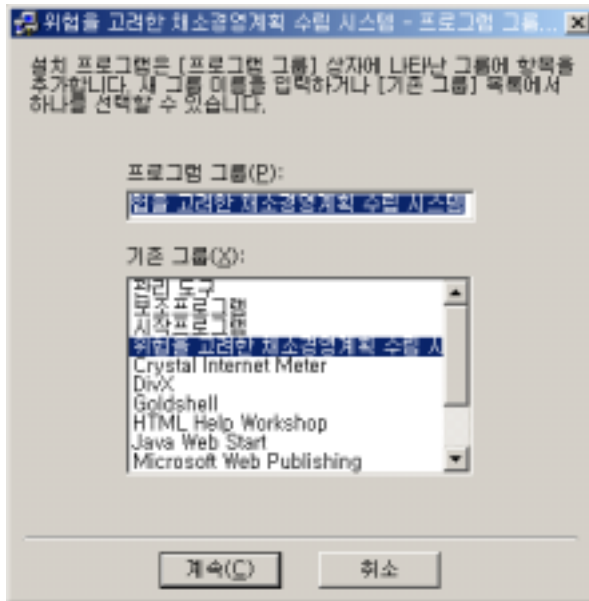 위험을 고려한 채소경영계획 수립 시스템 - 프로그램 그룹...
설치 프로그램은 [프로그램 그룹] 상자에 나타난 그룹에 항목을
추가합니다. 새 그룹 이름을 입력하거나 [기존 그룹] 목록에서
하나를 선택할 수 있습니다.
프로그램 그룹(P):
험을 고려한 채소경영계획 수립 시스템
기존 그룹(X):
관리 도구
보조프로그램
시작프로그램
위험을 고려한 채소경영계획 수립 시
Crystal Internet Meter
DivX
Goldshell
HTML Help Workshop
Java Web Start
Microsoft Web Publishing
계속(C)
취소